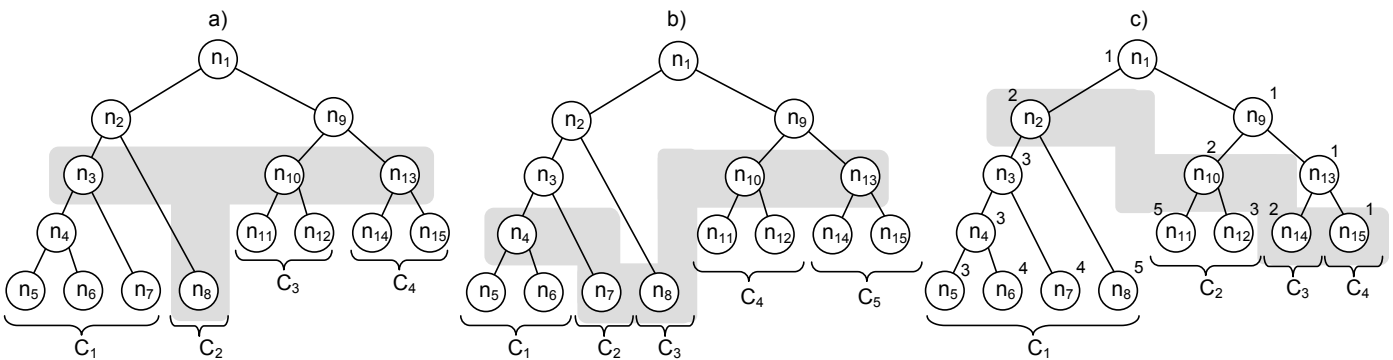 a)
n1
n2
n9
n3
n10
n13
n4
n11
n12
n14
n15
n5
n6
n7
n8
C1
C2
C3
C4
b)
n1
n2
n9
n3
n10
n13
n4
n11
n12
n14
n15
n5
n6
n7
n8
C1
C2
C3
C4
C5
c)
1 n1
2 n2
1 n9
3 n3
2 n10
1 n13
3 n4
5 n11
3 n12
2 n14
1 n15
3 n5
4 n6
4 n7
5 n8
C1
C2
C3
C4